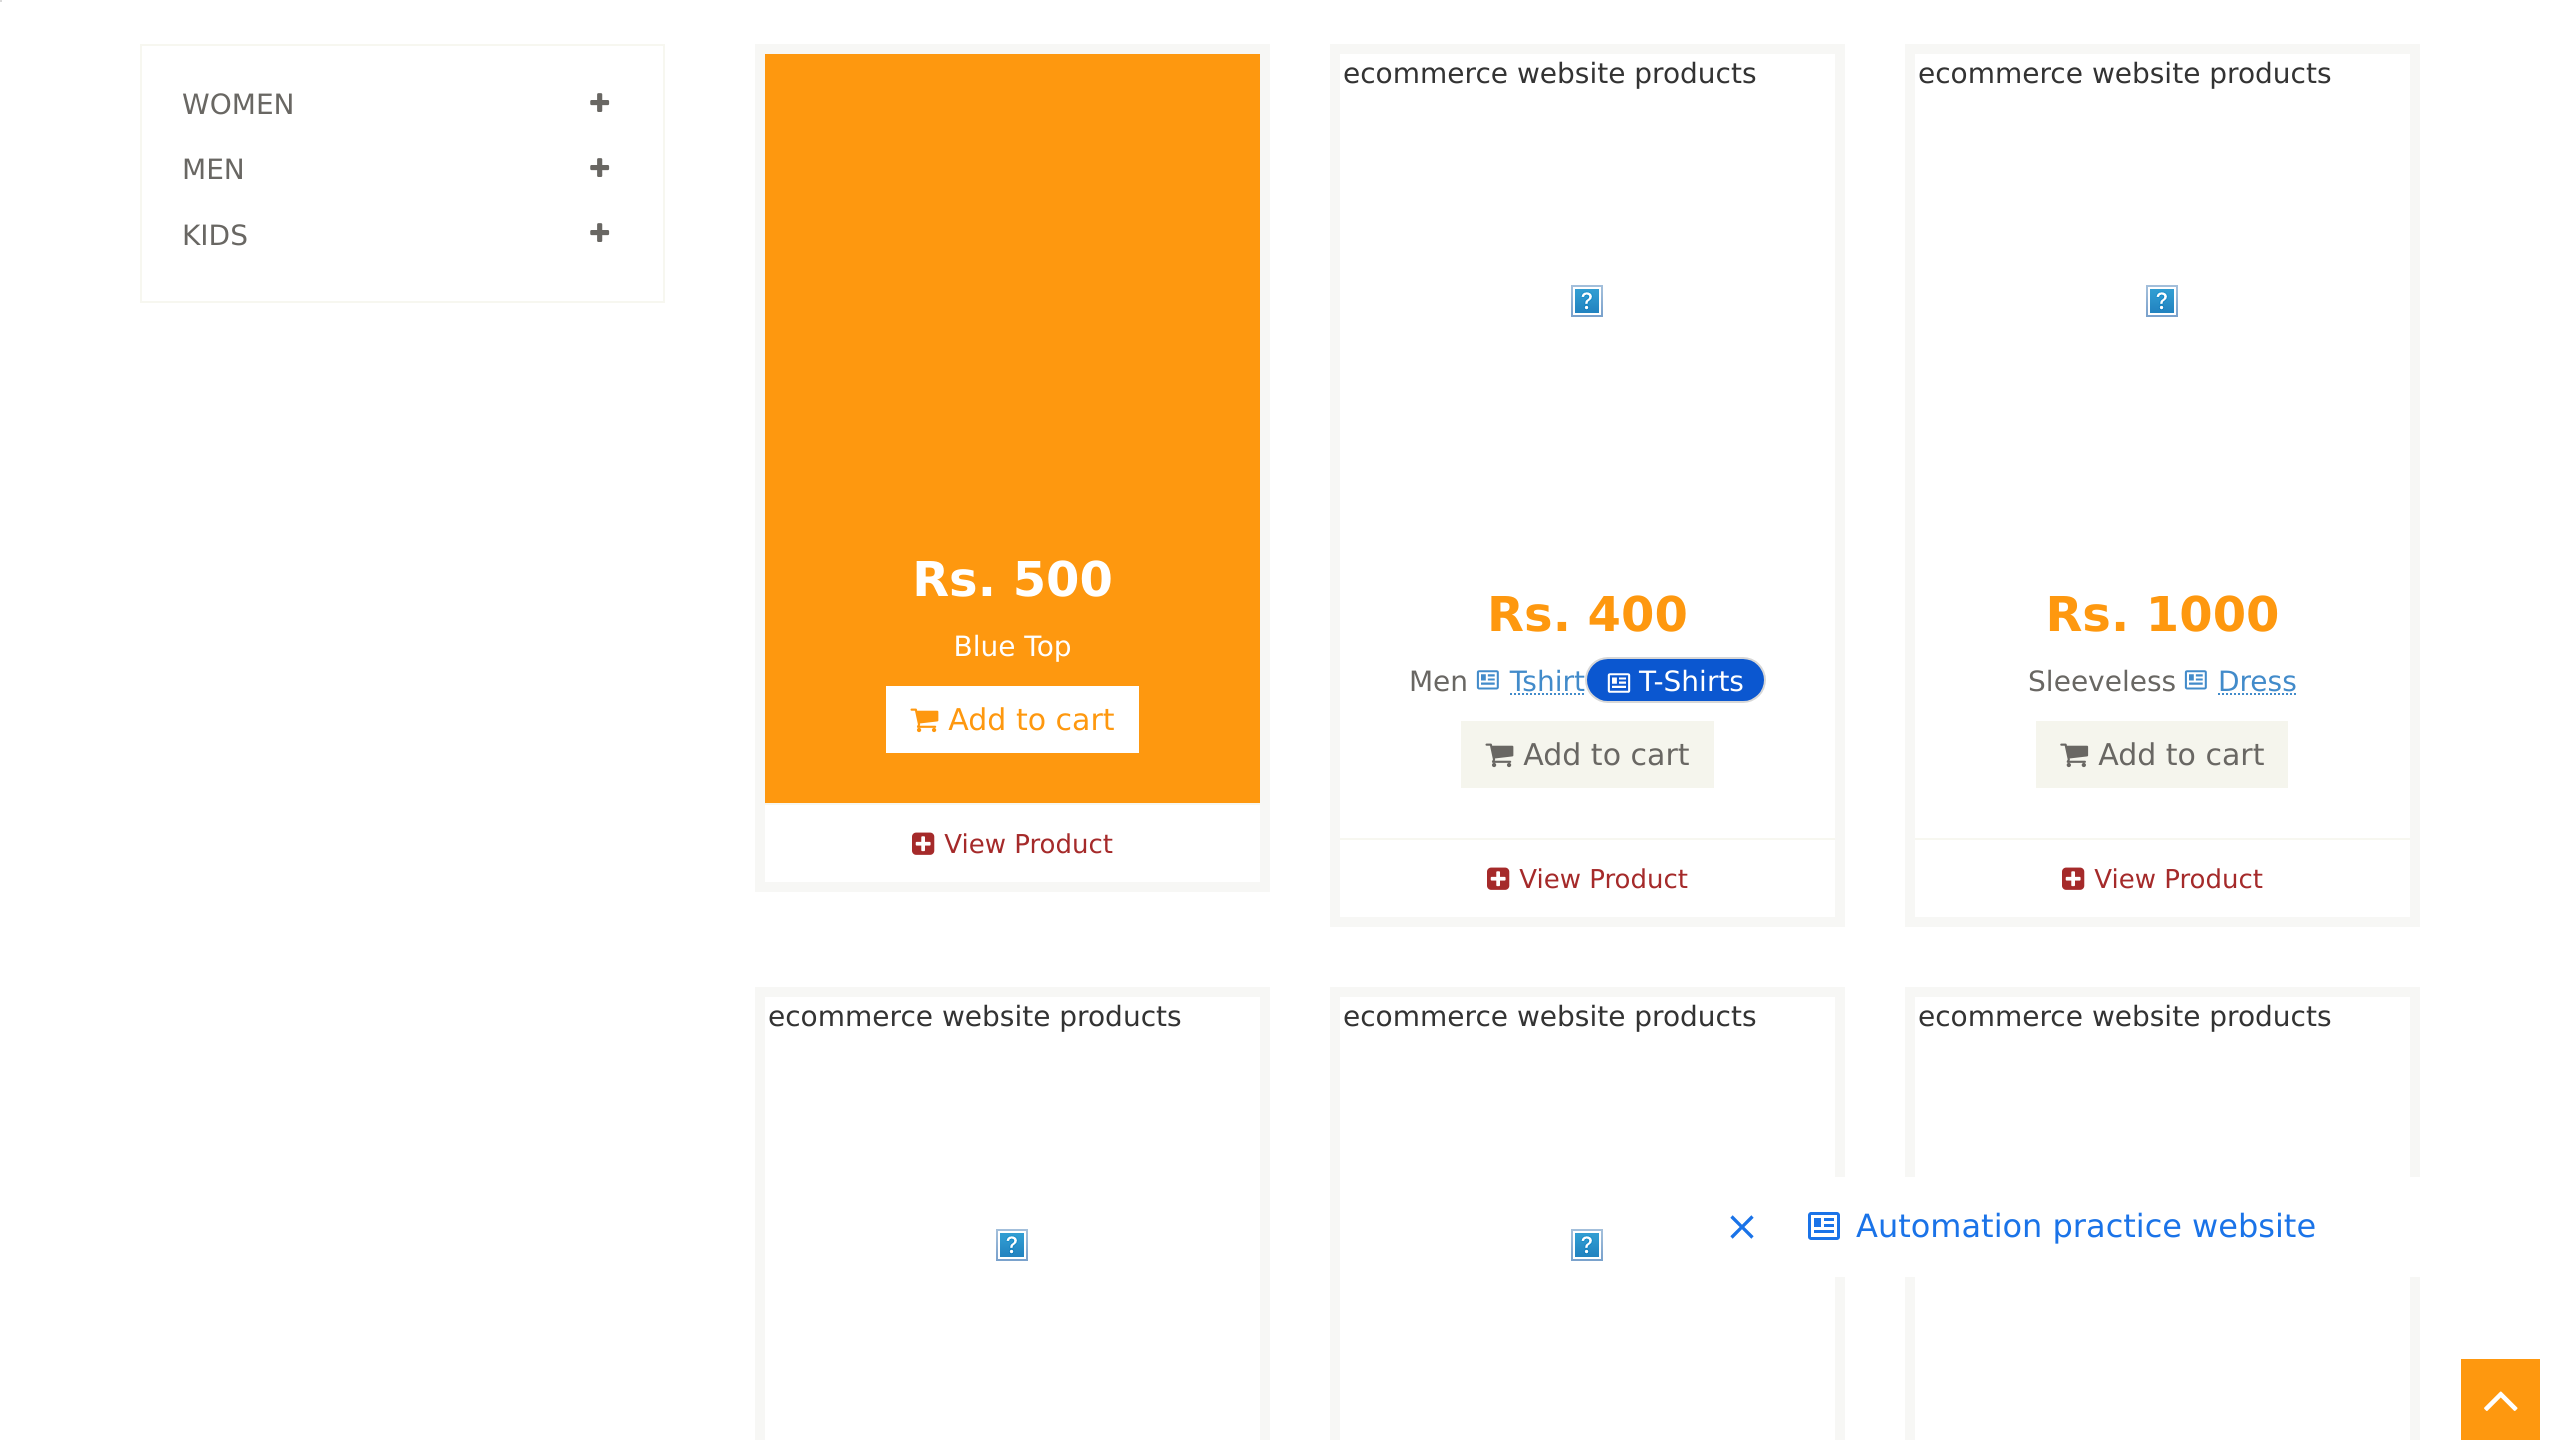 WOMEN
MEN
KIDS
Rs. 500
Blue Top
Add to cart
View Product
ecommerce website products
Rs. 400
Men Tshirt T-Shirts
Add to cart
View Product
ecommerce website products
Rs. 1000
Sleeveless Dress
Add to cart
View Product
ecommerce website products
ecommerce website products
ecommerce website products
Automation practice website